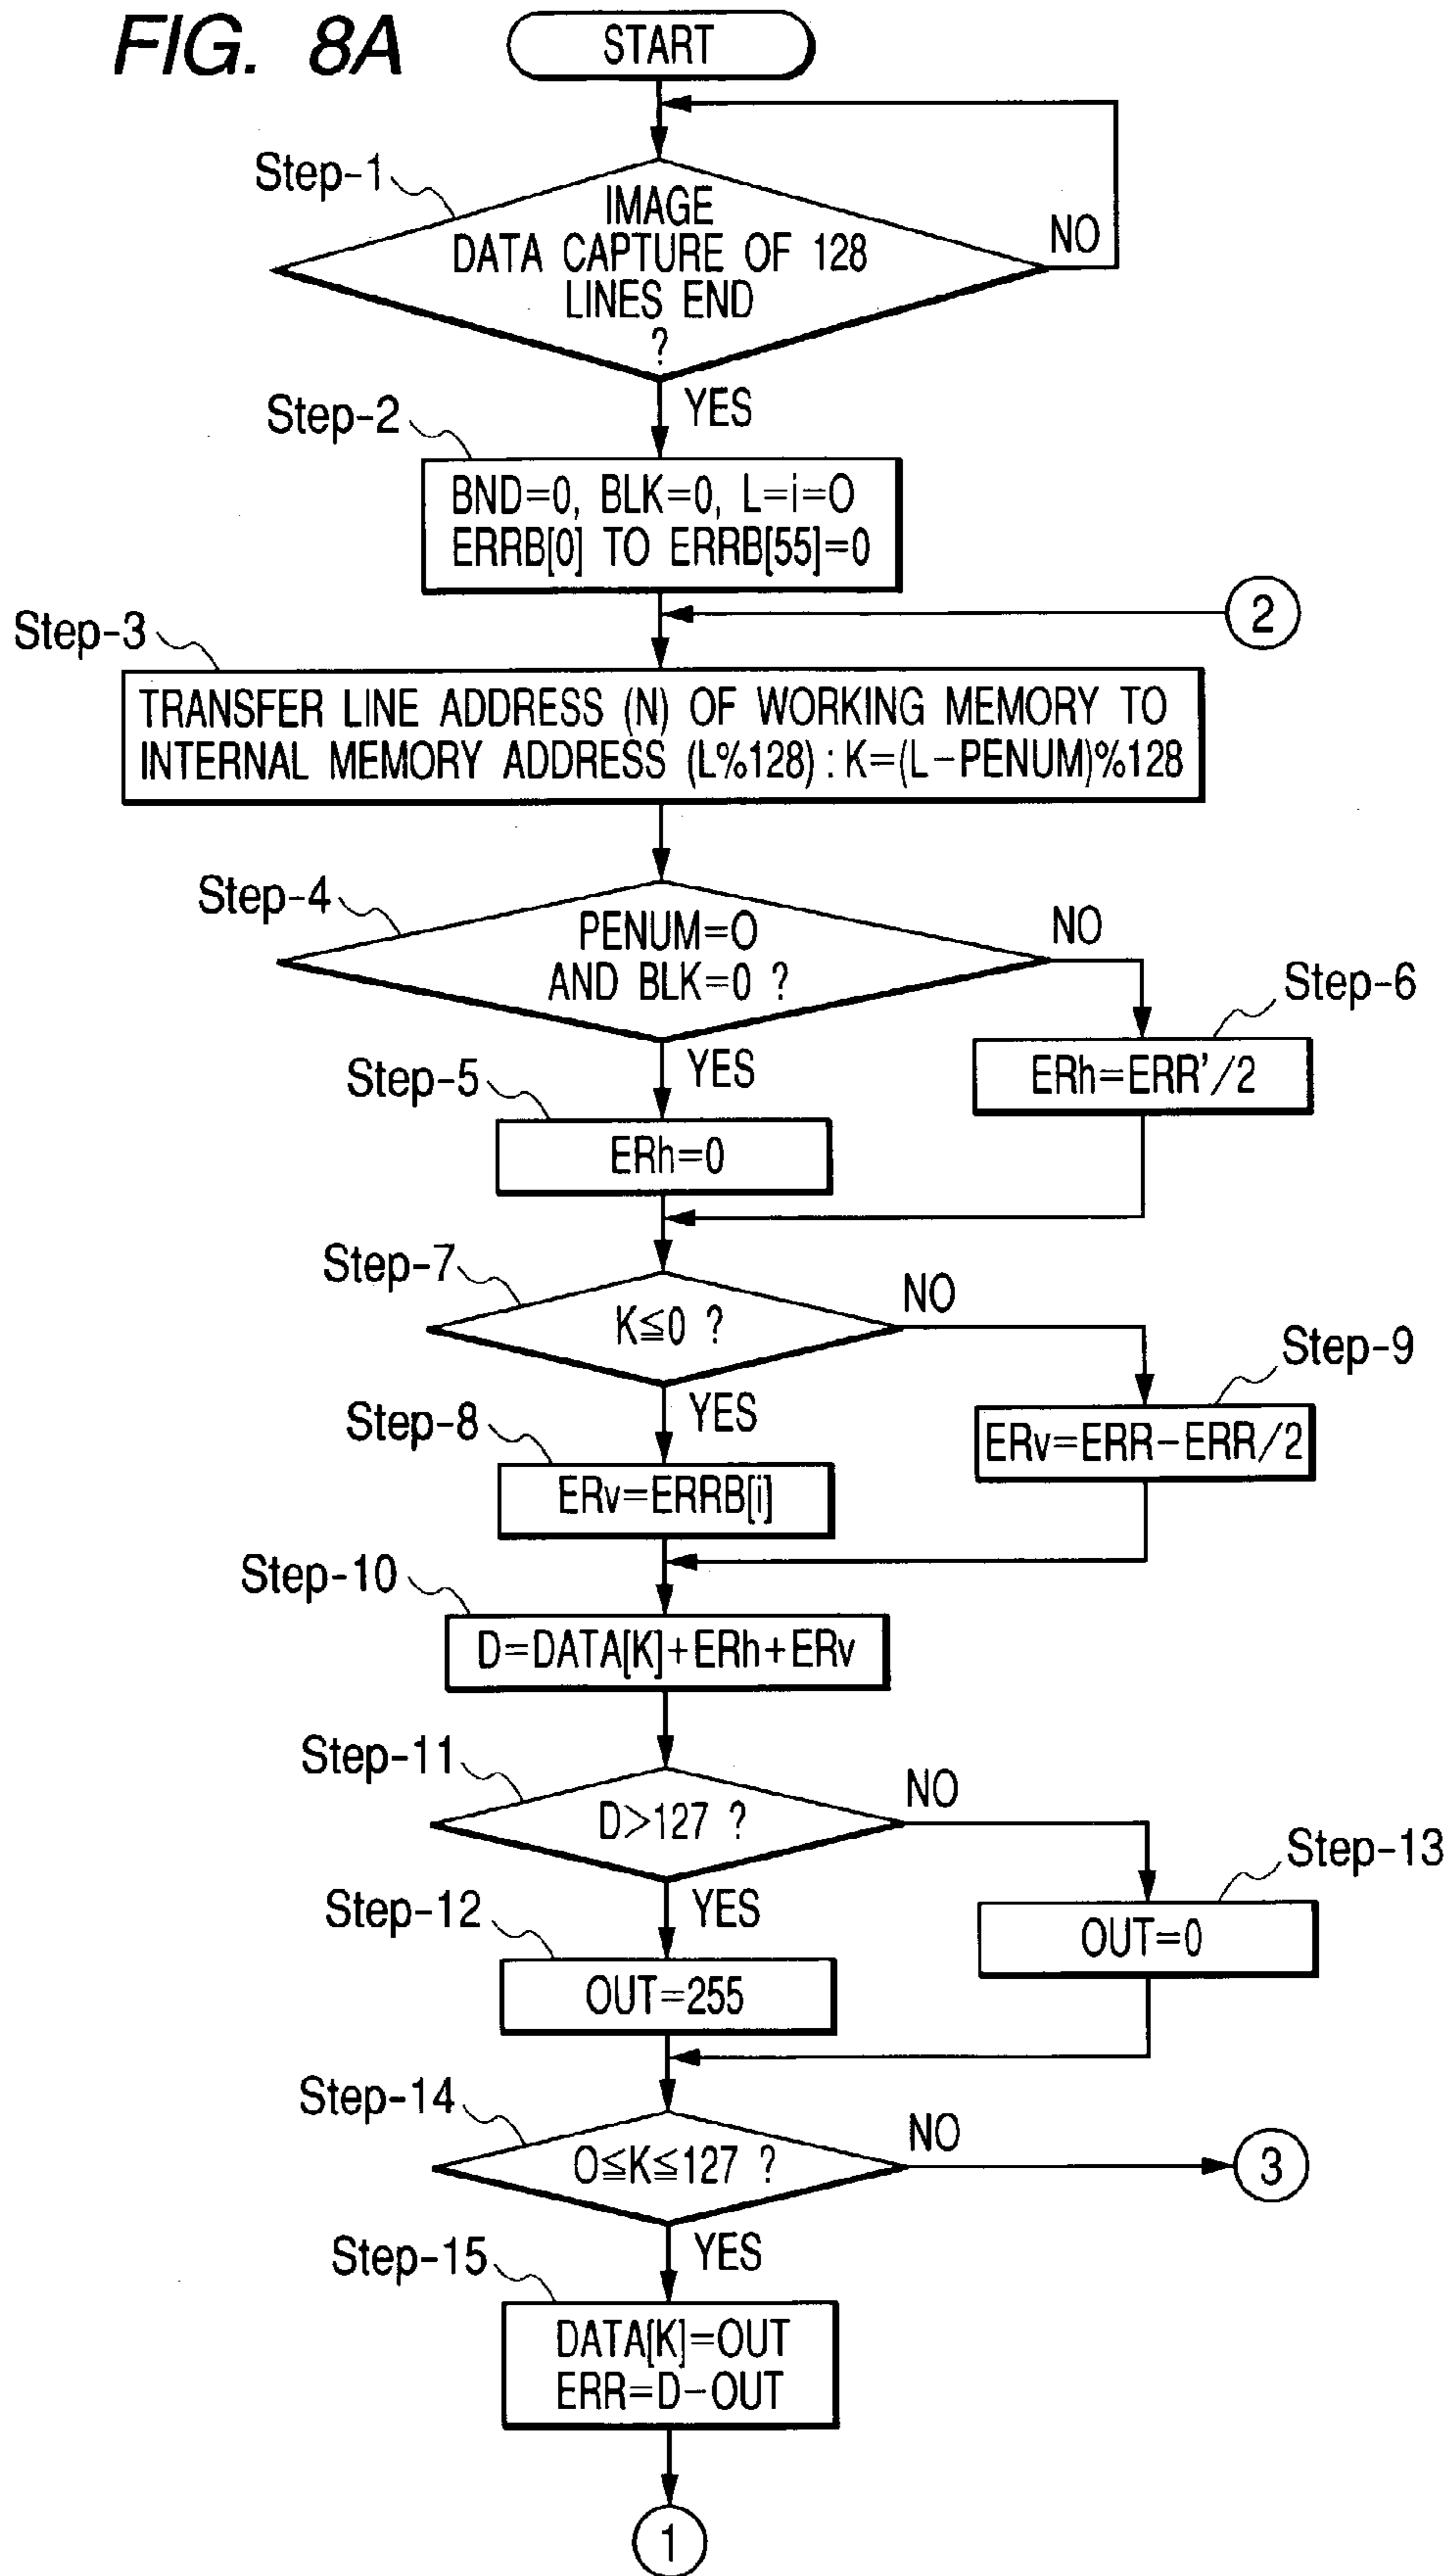 FIG. 8A
START
Step-1
IMAGE
DATA CAPTURE OF 128
LINES END
?
NO
YES
Step-2
BND=0, BLK=0, L=i=0
ERRB[0] TO ERRB[55]=0
2
Step-3
TRANSFER LINE ADDRESS (N) OF WORKING MEMORY TO
INTERNAL MEMORY ADDRESS (L%128) : K=(L-PENUM)%128
Step-4
PENUM=0
AND BLK=0 ?
NO
YES
Step-6
ERh=ERR'/2
Step-5
ERh=0
Step-7
K≦0 ?
NO
YES
Step-9
ERv=ERR-ERR/2
Step-8
ERv=ERRB[i]
Step-10
D=DATA[K]+ERh+ERv
Step-11
D>127 ?
NO
YES
Step-13
OUT=0
Step-12
OUT=255
Step-14
0≦K≦127 ?
NO
3
YES
Step-15
DATA[K]=OUT
ERR=D-OUT
1